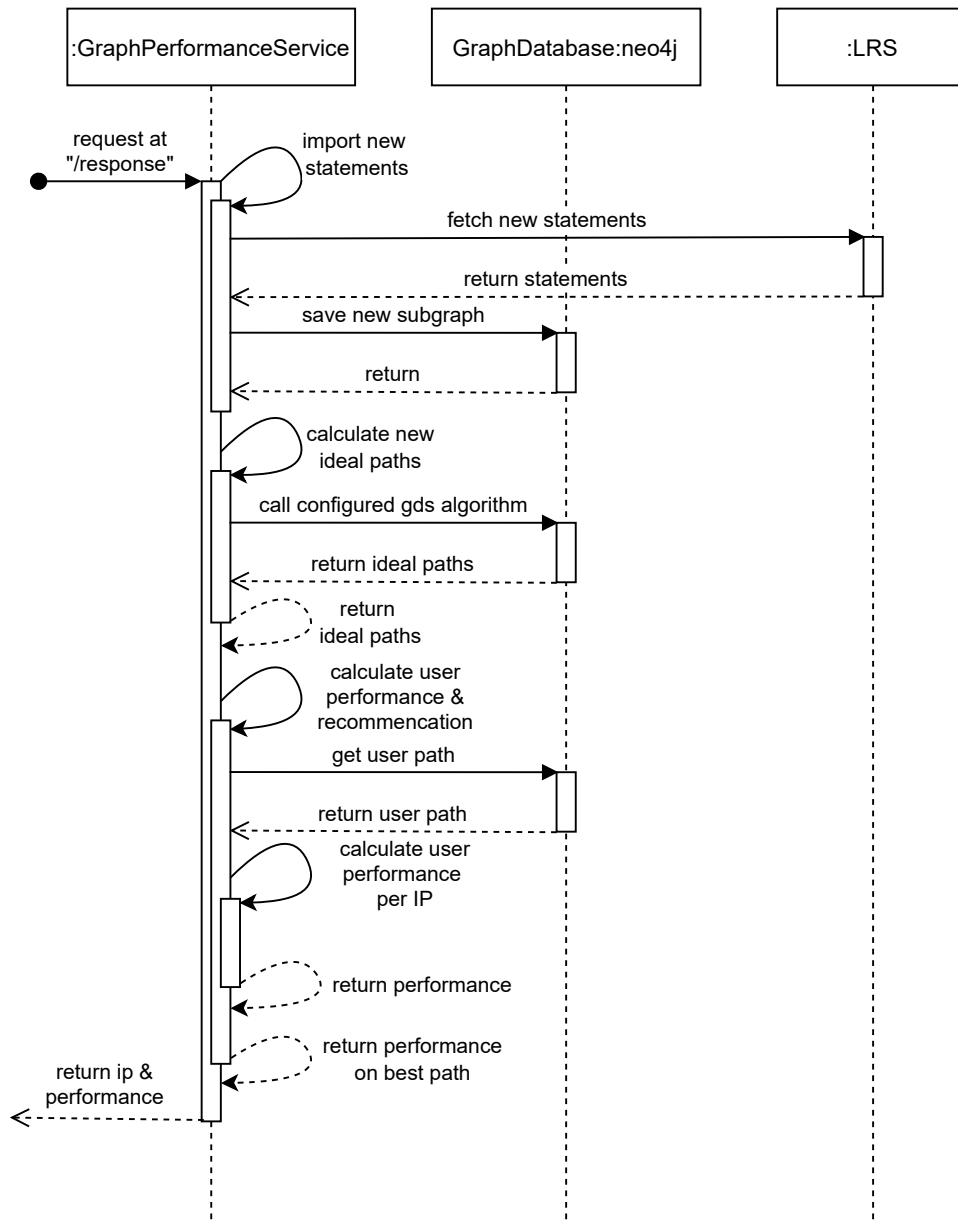 :GraphPerformanceService
GraphDatabase:neo4j
:LRS
request at
"/response"
import new
statements
fetch new statements
return statements
save new subgraph
return
calculate new
ideal paths
call configured gds algorithm
return ideal paths
return
ideal paths
calculate user
performance &
recommencation
get user path
return user path
calculate user
performance
per IP
return performance
return performance
on best path
return ip &
performance